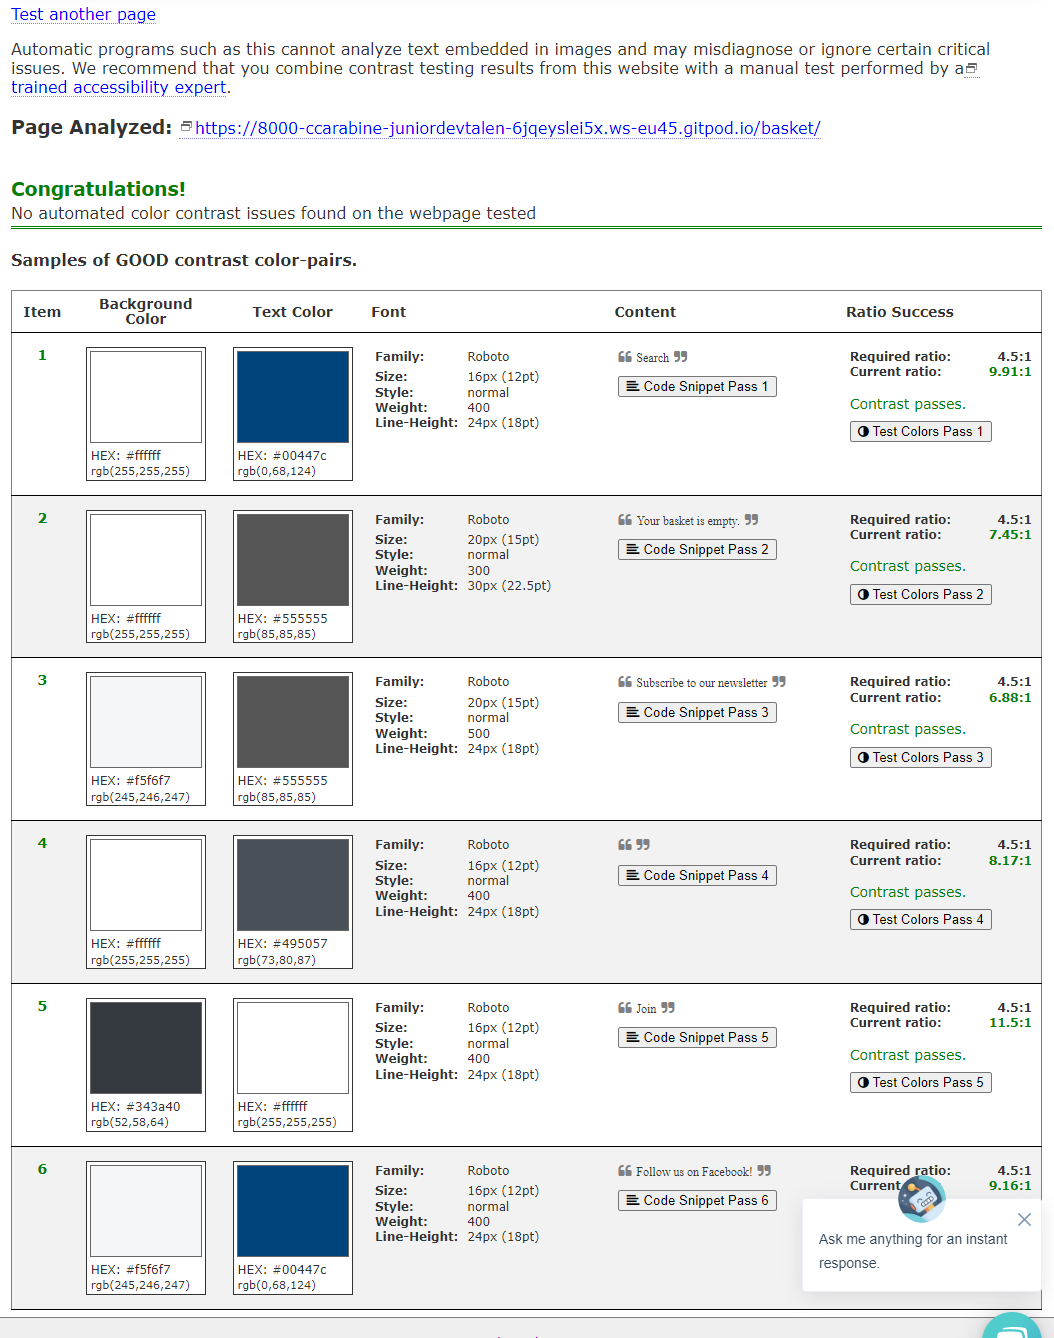 Test another page
Automatic programs such as this cannot analyze text embedded in images and may misdiagnose or ignore certain critical
issues. We recommend that you combine contrast testing results from this website with a manual test performed by a
trained accessibility expert.
Page Analyzed: https://8000-ccarabine-juniordevtalen-6jqeyslei5x.ws-eu45.gitpod.io/basket/
Congratulations!
No automated color contrast issues found on the webpage tested
Samples of GOOD contrast color-pairs.
Item Background Color Text Color Font Content Ratio Success
1
HEX: #ffffff
rgb(255,255,255)
HEX: #00447c
rgb(0,68,124)
Family: Roboto
Size: 16px (12pt)
Style: normal
Weight: 400
Line-Height: 24px (18pt)
❝ Search ❞
Code Snippet Pass 1
Required ratio: 4.5:1
Current ratio: 9.91:1
Contrast passes.
Test Colors Pass 1
2
HEX: #ffffff
rgb(255,255,255)
HEX: #555555
rgb(85,85,85)
Family: Roboto
Size: 20px (15pt)
Style: normal
Weight: 300
Line-Height: 30px (22.5pt)
❝ Your basket is empty. ❞
Code Snippet Pass 2
Required ratio: 4.5:1
Current ratio: 7.45:1
Contrast passes.
Test Colors Pass 2
3
HEX: #f5f6f7
rgb(245,246,247)
HEX: #555555
rgb(85,85,85)
Family: Roboto
Size: 20px (15pt)
Style: normal
Weight: 500
Line-Height: 24px (18pt)
❝ Subscribe to our newsletter ❞
Code Snippet Pass 3
Required ratio: 4.5:1
Current ratio: 6.88:1
Contrast passes.
Test Colors Pass 3
4
HEX: #ffffff
rgb(255,255,255)
HEX: #495057
rgb(73,80,87)
Family: Roboto
Size: 16px (12pt)
Style: normal
Weight: 400
Line-Height: 24px (18pt)
❝ ❞
Code Snippet Pass 4
Required ratio: 4.5:1
Current ratio: 8.17:1
Contrast passes.
Test Colors Pass 4
5
HEX: #343a40
rgb(52,58,64)
HEX: #ffffff
rgb(255,255,255)
Family: Roboto
Size: 16px (12pt)
Style: normal
Weight: 400
Line-Height: 24px (18pt)
❝ Join ❞
Code Snippet Pass 5
Required ratio: 4.5:1
Current ratio: 11.5:1
Contrast passes.
Test Colors Pass 5
6
HEX: #f5f6f7
rgb(245,246,247)
HEX: #00447c
rgb(0,68,124)
Family: Roboto
Size: 16px (12pt)
Style: normal
Weight: 400
Line-Height: 24px (18pt)
❝ Follow us on Facebook! ❞
Code Snippet Pass 6
Required ratio: 4.5:1
Current 9.16:1
Ask me anything for an instant
response.